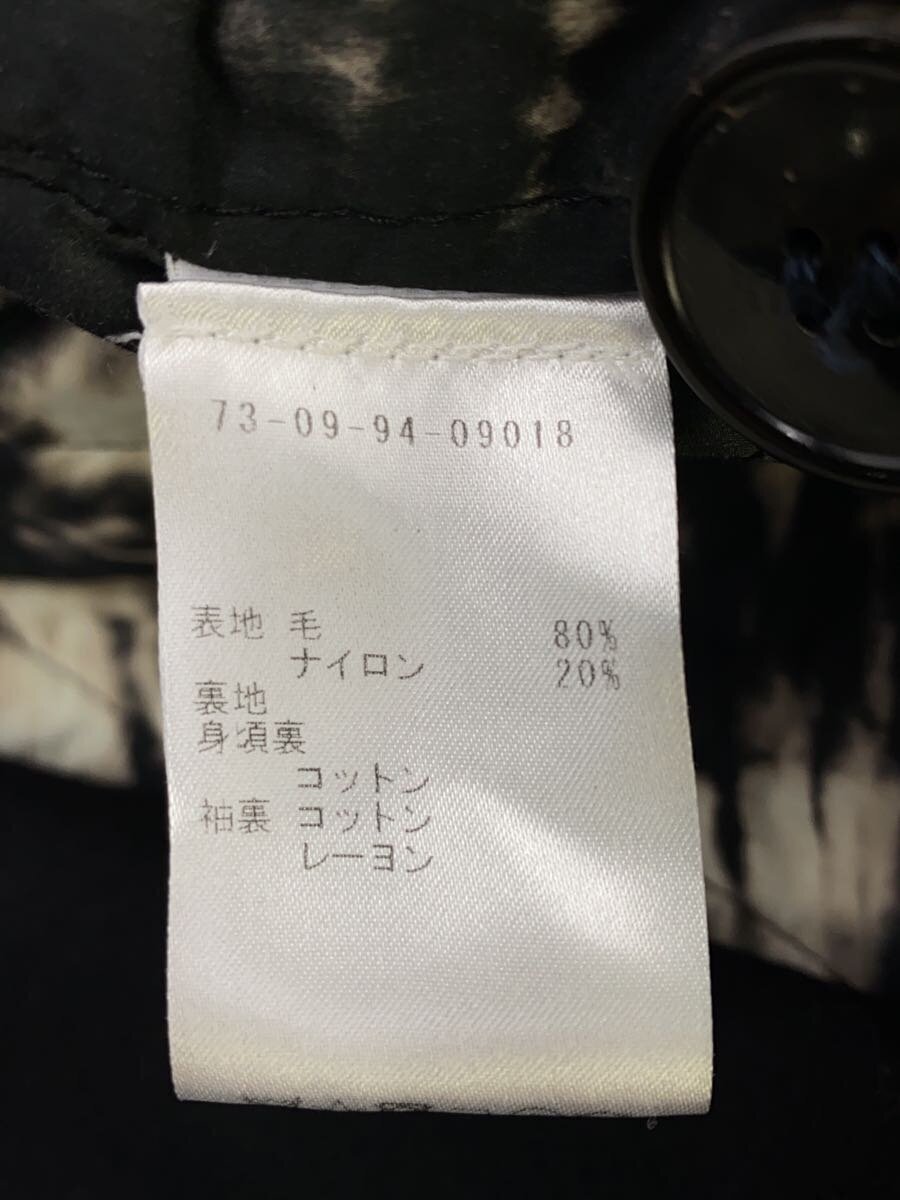 73-09-94-09018
表地 毛 80%
ナイロン 20%
裏地
身頃裏
コットン
袖裏 コットン
レーヨン